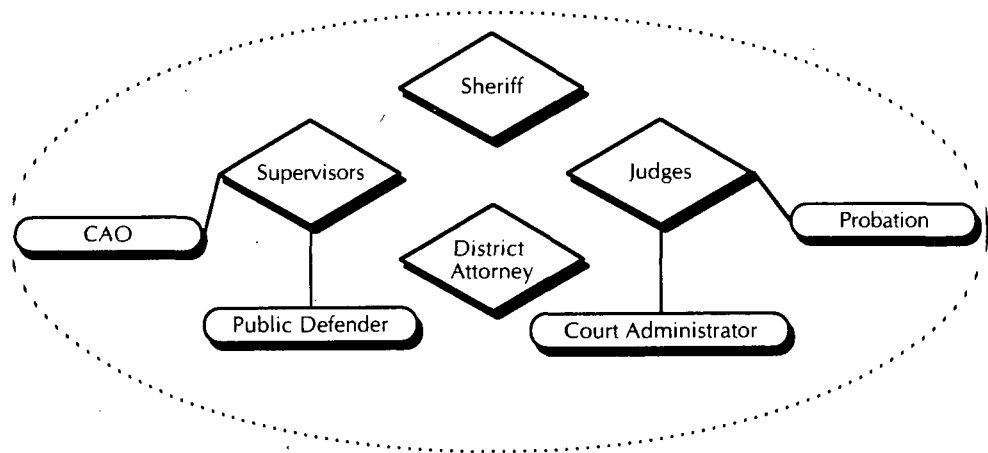 Sheriff
Supervisors
Judges
CAO
Probation
District
Attorney
Public Defender
Court Administrator